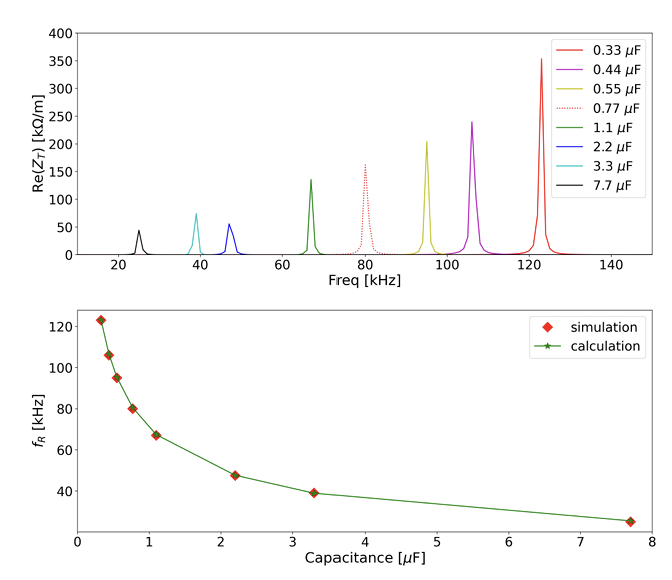 400
350
300
250
200
150
100
50
0
Re(Z_T) [kΩ/m]
0.33 μF
0.44 μF
0.55 μF
0.77 μF
1.1 μF
2.2 μF
3.3 μF
7.7 μF
20 40 60 80 100 120 140
Freq [kHz]
120
100
80
60
40
f_R [kHz]
simulation
calculation
0 1 2 3 4 5 6 7 8
Capacitance [μF]